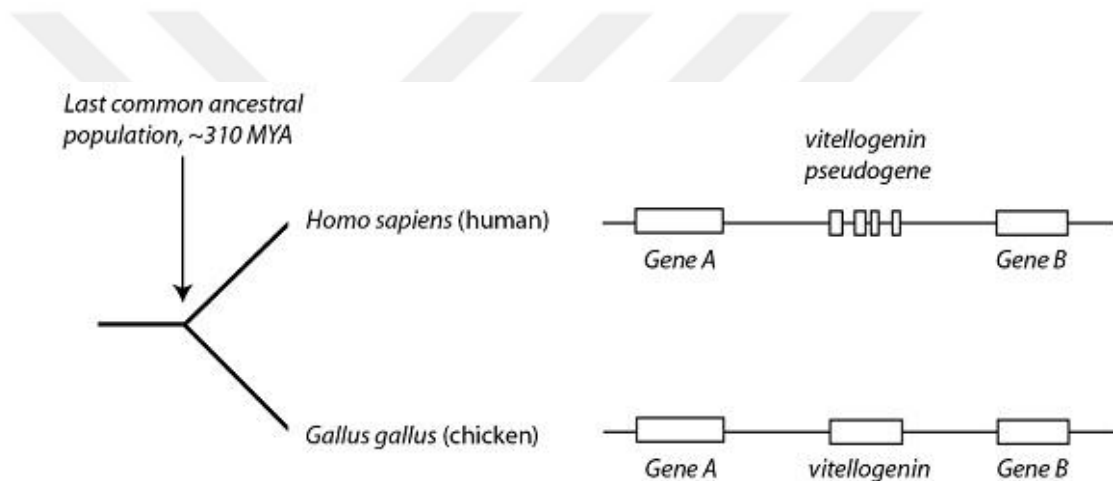 Last common ancestral
population, ~310 MYA
vitellogenin
pseudogene
Homo sapiens (human)
Gene A
Gene B
Gallus gallus (chicken)
Gene A
vitellogenin
Gene B